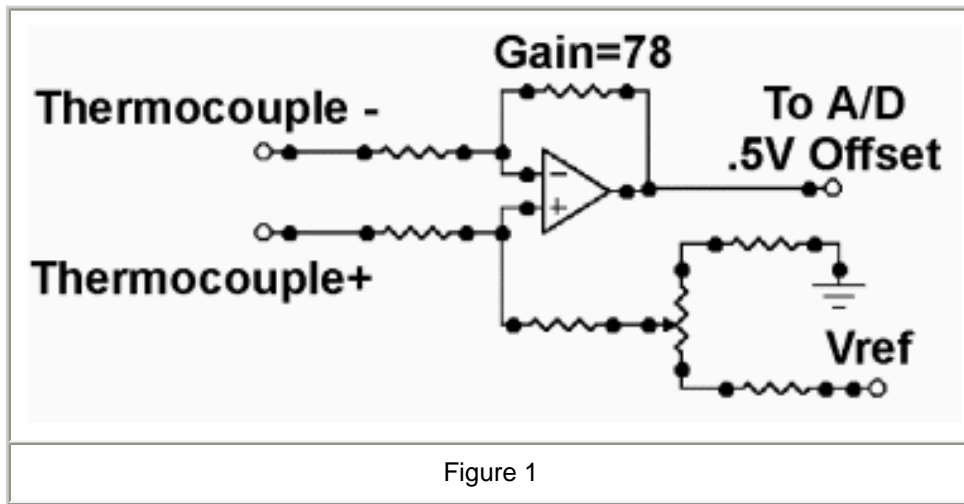 Gain=78
Thermocouple -
To A/D
.5V Offset
Thermocouple+
Vref
Figure 1